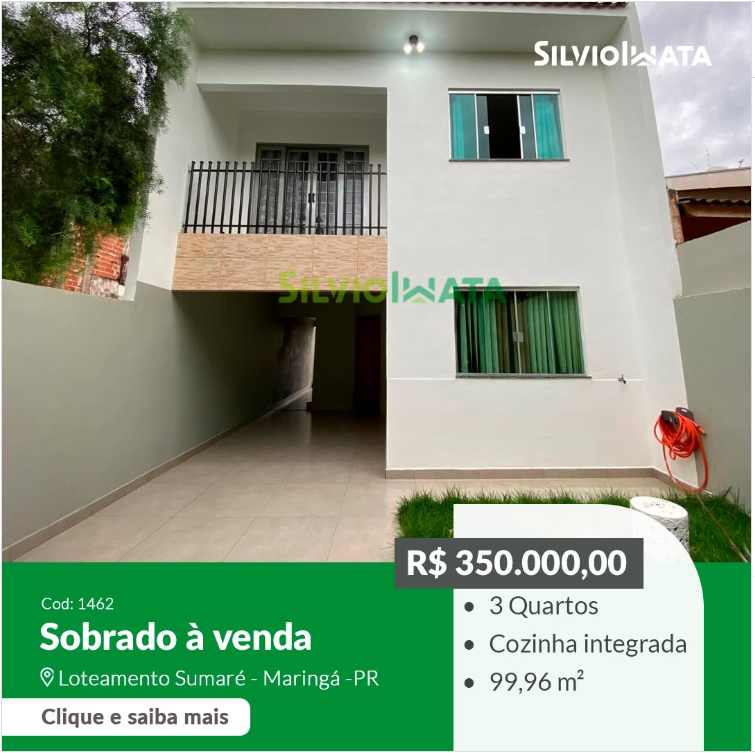 SILVIOIWATA
SILVIOIWATA
R$ 350.000,00
Cod: 1462
Sobrado à venda
Loteamento Sumaré - Maringá -PR
Clique e saiba mais
• 3 Quartos
• Cozinha integrada
• 99,96 m²